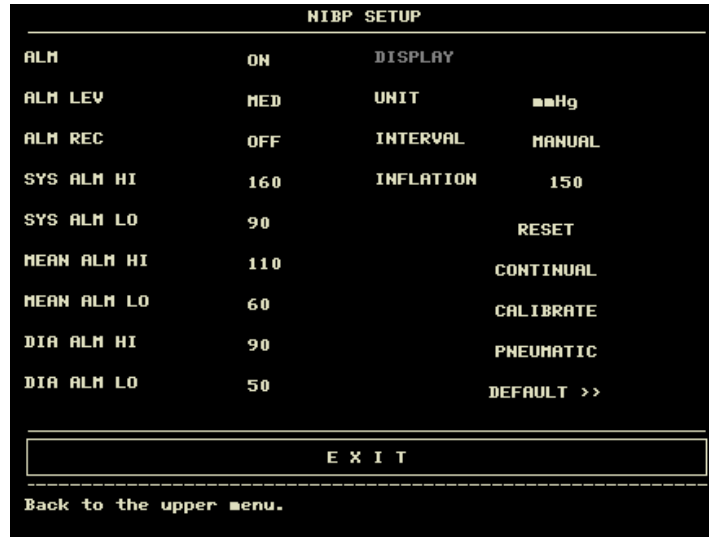 NIBP SETUP
ALM ON DISPLAY
ALM LEV MED UNIT mmHg
ALM REC OFF INTERVAL MANUAL
SYS ALM HI 160 INFLATION 150
SYS ALM LO 90 RESET
MEAN ALM HI 110 CONTINUAL
MEAN ALM LO 60 CALIBRATE
DIA ALM HI 90 PNEUMATIC
DIA ALM LO 50 DEFAULT >>
E X I T
Back to the upper menu.